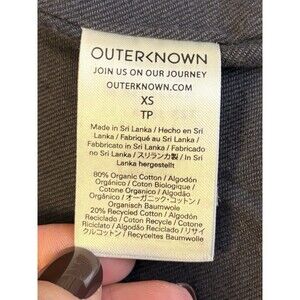 OUTERKNOWN
JOIN US ON OUR JOURNEY
OUTERKNOWN.COM
XS
TP
Made in Sri Lanka / Hecho en Sri
Lanka / Fabriqué au Sri Lanka /
Fabbricato in Sri Lanka / Fabricado
no Sri Lanka / スリランカ製 / In Sri
Lanka hergestellt
80% Organic Cotton / Algodón
Orgánico / Coton Biologique /
Cotone Organico / Algodão
Orgânico / オーガニック・コットン /
Organisch Baumwolle
20% Recycled Cotton / Algodón
Reciclado / Coton Recyclé / Cotone
Riciclato / Algodão Reciclado / リサイ
クルコットン / Recyceltes Baumwolle